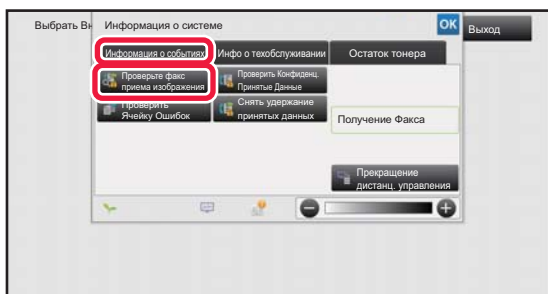 Выбрать Вн
Информация о системе
OK
Выход
Информация о событиях
Инфо о техобслуживании
Остаток тонера
Проверьте факс
приема изображения
Проверить Конфиденц.
Принятые Данные
Проверить
Ячейку Ошибок
Снять удержание
принятых данных
Получение Факса
Прекращение
дистанц. управления